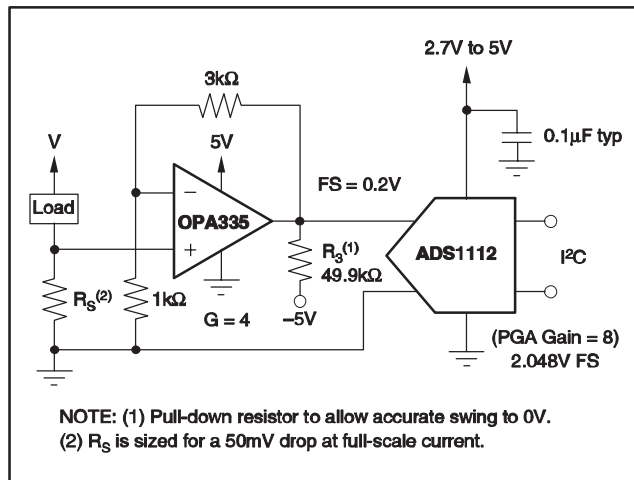 2.7V to 5V
3kΩ
0.1µF typ
V
5V
Load
FS = 0.2V
−
OPA335
+
ADS1112
I²C
R₃⁽¹⁾
49.9kΩ
R_S⁽²⁾
1kΩ
G = 4
–5V
(PGA Gain = 8)
2.048V FS
NOTE: (1) Pull-down resistor to allow accurate swing to 0V.
(2) R_S is sized for a 50mV drop at full-scale current.